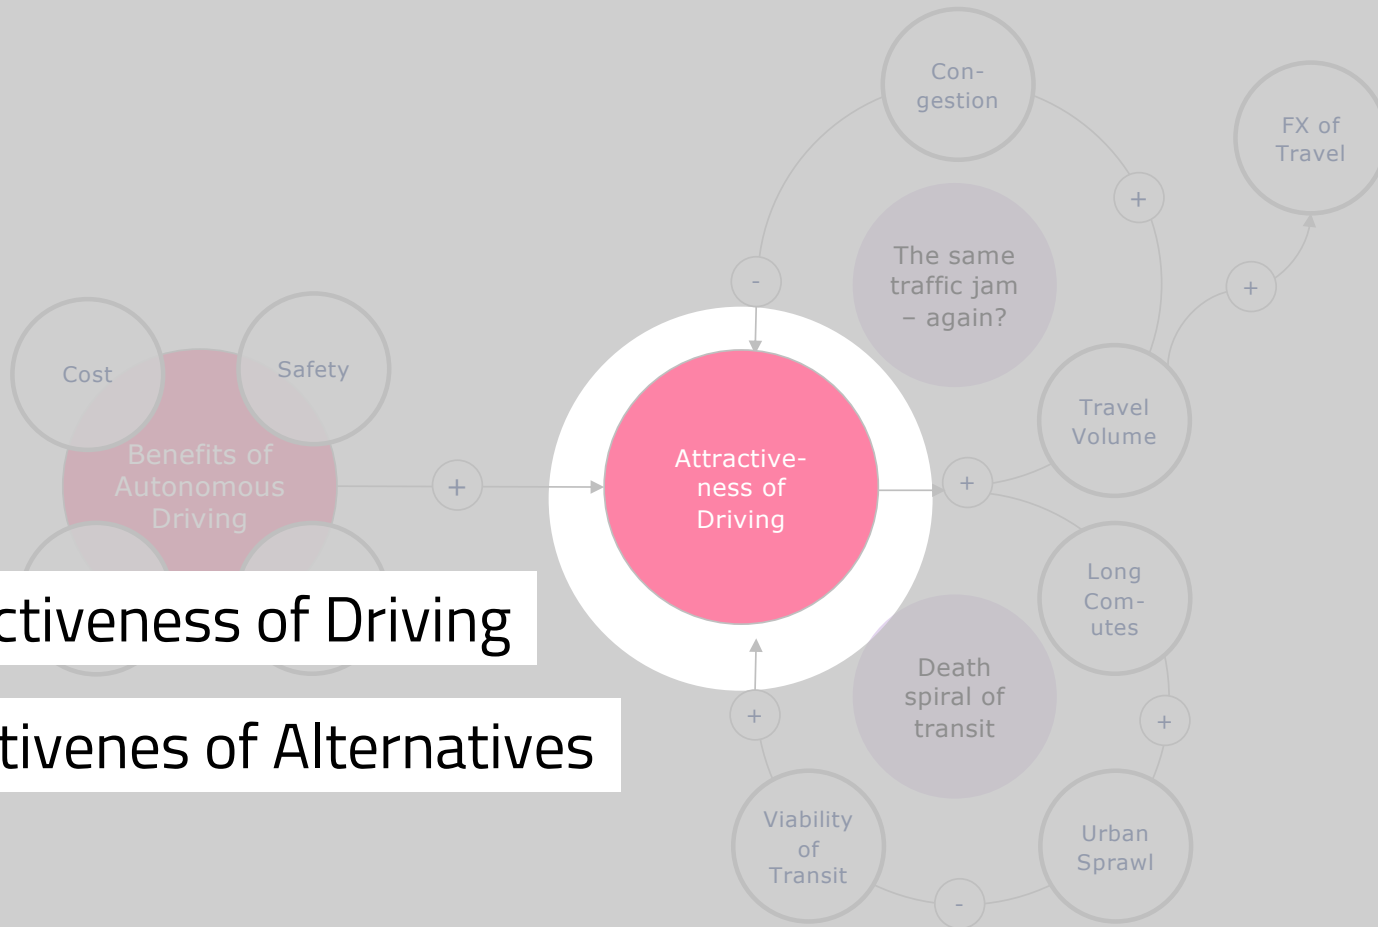 Con-
gestion
FX of
Travel
+
The same
traffic jam
– again?
-
+
Cost
Safety
Travel
Volume
Benefits of
Autonomous
Driving
+
Attractive-
ness of
Driving
+
Long
Com-
utes
ctiveness of Driving
Death
spiral of
transit
+
+
tivenes of Alternatives
Viability
of
Transit
Urban
Sprawl
-